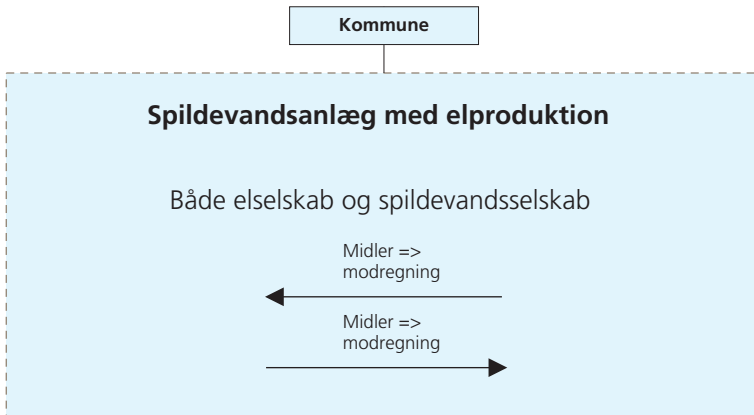 Kommune
Spildevandsanlæg med elproduktion
Både elselskab og spildevandsselskab
Midler =>
modregning
Midler =>
modregning